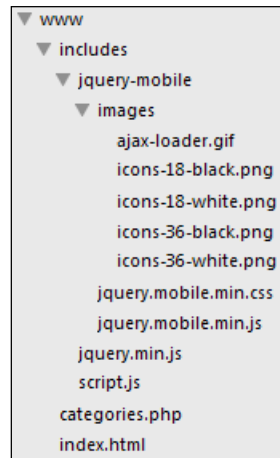 www
includes
jquery-mobile
images
ajax-loader.gif
icons-18-black.png
icons-18-white.png
icons-36-black.png
icons-36-white.png
jquery.mobile.min.css
jquery.mobile.min.js
jquery.min.js
script.js
categories.php
index.html